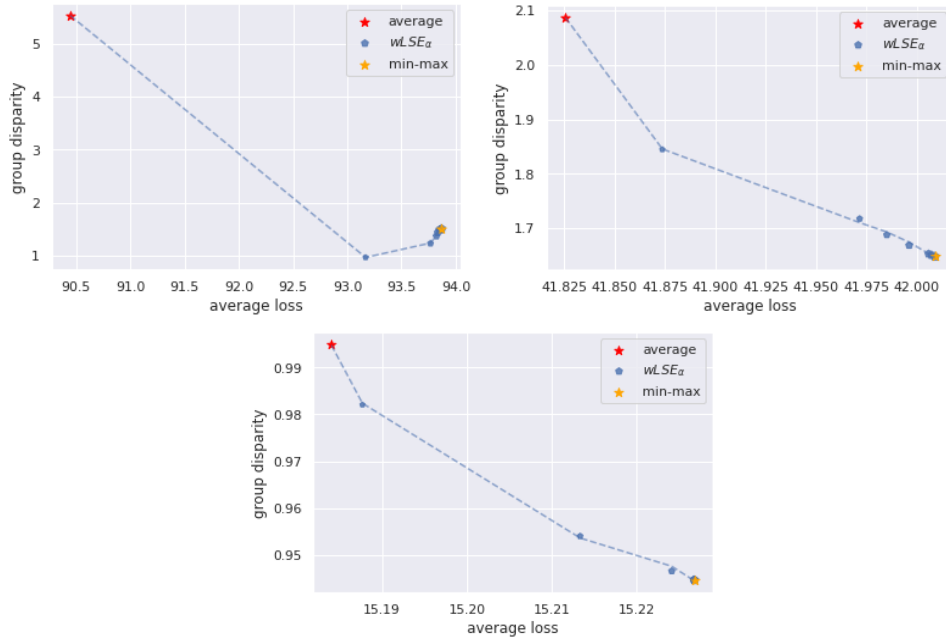 5
4
3
2
1
group disparity
average
wLSEα
min-max
90.5 91.0 91.5 92.0 92.5 93.0 93.5 94.0
average loss
2.1
2.0
1.9
1.8
1.7
group disparity
average
wLSEα
min-max
41.825 41.850 41.875 41.900 41.925 41.950 41.975 42.000
average loss
0.99
0.98
0.97
0.96
0.95
group disparity
average
wLSEα
min-max
15.19 15.20 15.21 15.22
average loss